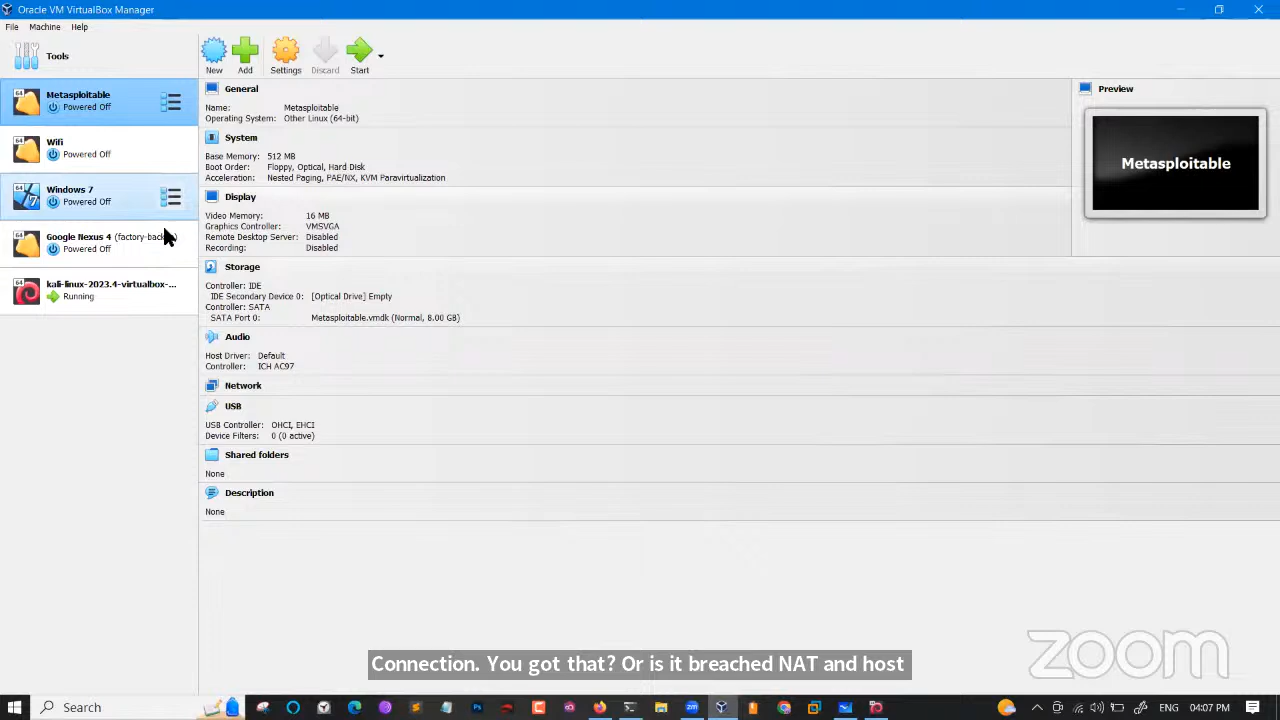 Oracle VM VirtualBox Manager
File Machine Help
Tools
New Add Settings Discard Start
Metasploitable
Powered Off
Wifi
Powered Off
Windows 7
Powered Off
Google Nexus 4 (factory-back
Powered Off
kali-linux-2023.4-virtualbox-...
Running
General
Name: Metasploitable
Operating System: Other Linux (64-bit)
System
Base Memory: 512 MB
Boot Order: Floppy, Optical, Hard Disk
Acceleration: Nested Paging, PAE/NX, KVM Paravirtualization
Display
Video Memory: 16 MB
Graphics Controller: VMSVGA
Remote Desktop Server: Disabled
Recording: Disabled
Storage
Controller: IDE
IDE Secondary Device 0: [Optical Drive] Empty
Controller: SATA
SATA Port 0: Metasploitable.vmdk (Normal, 8.00 GB)
Audio
Host Driver: Default
Controller: ICH AC97
Network
USB
USB Controller: OHCI, EHCI
Device Filters: 0 (0 active)
Shared folders
None
Description
None
Preview
Metasploitable
Connection. You got that? Or is it breached NAT and host
zoom
Search
04:07 PM